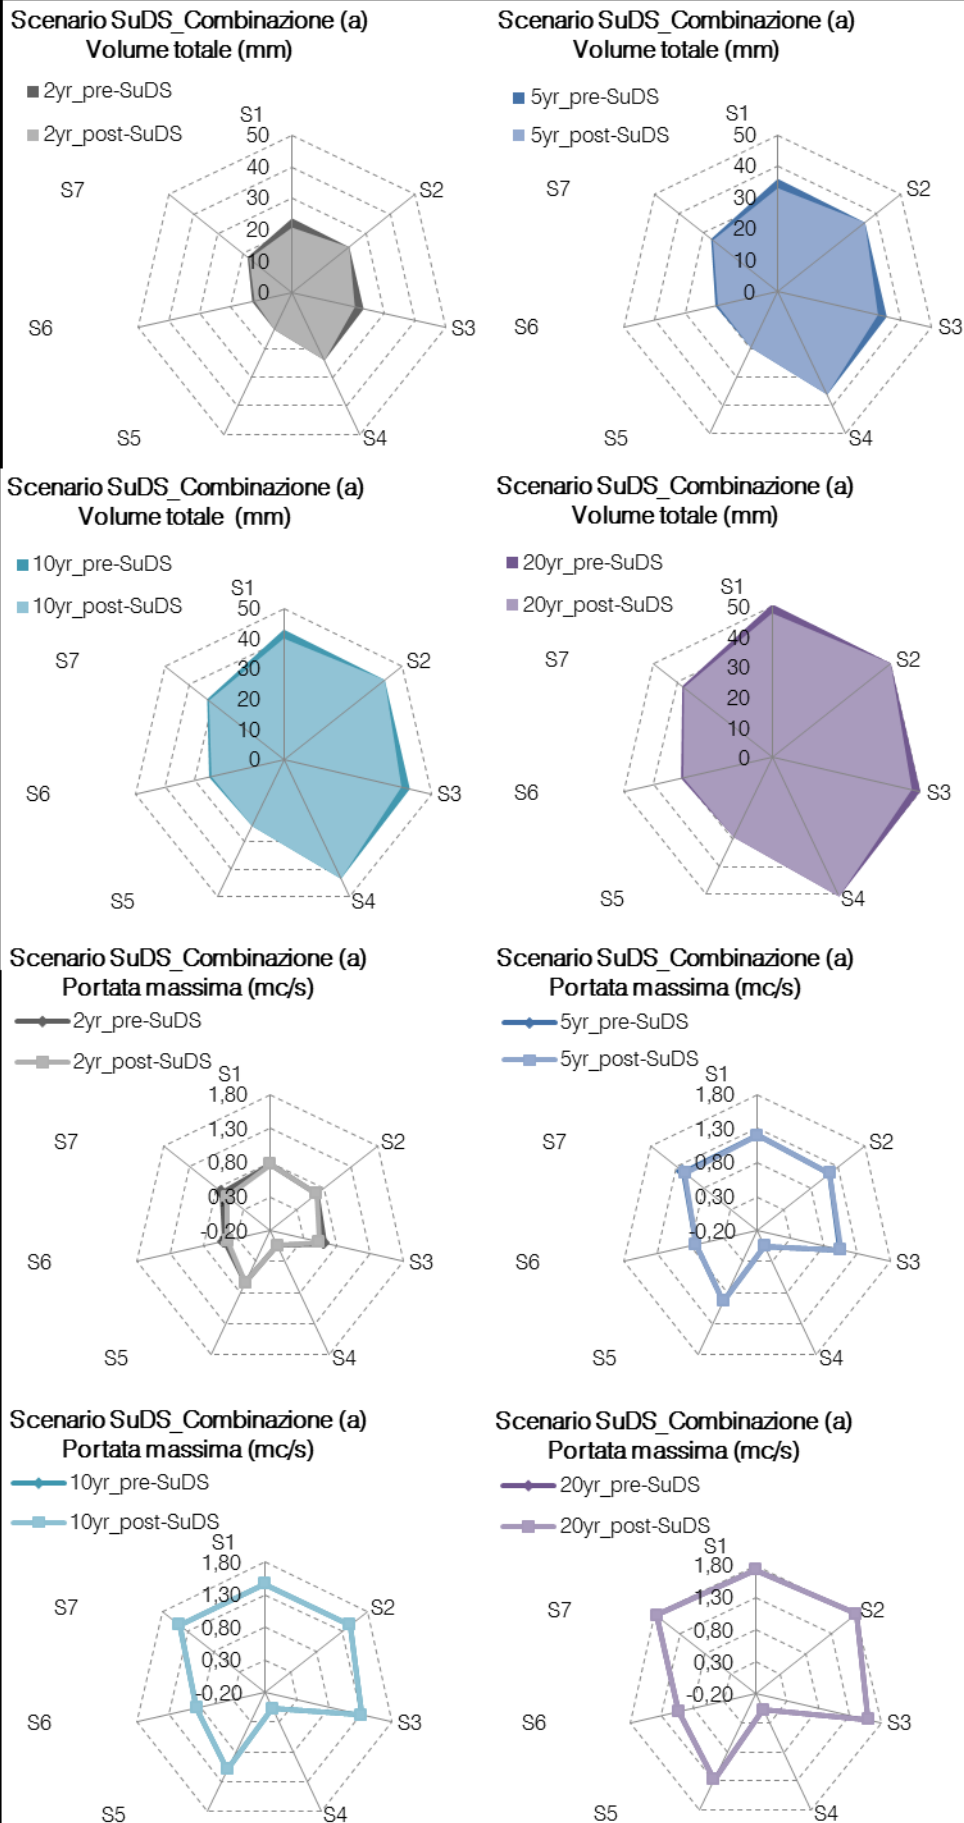 Scenario SuDS_Combinazione (a)
Volume totale (mm)
2yr_pre-SuDS
2yr_post-SuDS
S1
50
40
30
20
10
0
S2
S3
S4
S5
S6
S7
Scenario SuDS_Combinazione (a)
Volume totale (mm)
5yr_pre-SuDS
5yr_post-SuDS
S1
50
40
30
20
10
0
S2
S3
S4
S5
S6
S7
Scenario SuDS_Combinazione (a)
Volume totale (mm)
10yr_pre-SuDS
10yr_post-SuDS
S1
50
40
30
20
10
0
S2
S3
S4
S5
S6
S7
Scenario SuDS_Combinazione (a)
Volume totale (mm)
20yr_pre-SuDS
20yr_post-SuDS
S1
50
40
30
20
10
0
S2
S3
S4
S5
S6
S7
Scenario SuDS_Combinazione (a)
Portata massima (mc/s)
2yr_pre-SuDS
2yr_post-SuDS
S1
1,80
1,30
0,80
0,30
-0,20
S2
S3
S4
S5
S6
S7
Scenario SuDS_Combinazione (a)
Portata massima (mc/s)
5yr_pre-SuDS
5yr_post-SuDS
S1
1,80
1,30
0,80
0,30
-0,20
S2
S3
S4
S5
S6
S7
Scenario SuDS_Combinazione (a)
Portata massima (mc/s)
10yr_pre-SuDS
10yr_post-SuDS
S1
1,80
1,30
0,80
0,30
-0,20
S2
S3
S4
S5
S6
S7
Scenario SuDS_Combinazione (a)
Portata massima (mc/s)
20yr_pre-SuDS
20yr_post-SuDS
S1
1,80
1,30
0,80
0,30
-0,20
S2
S3
S4
S5
S6
S7